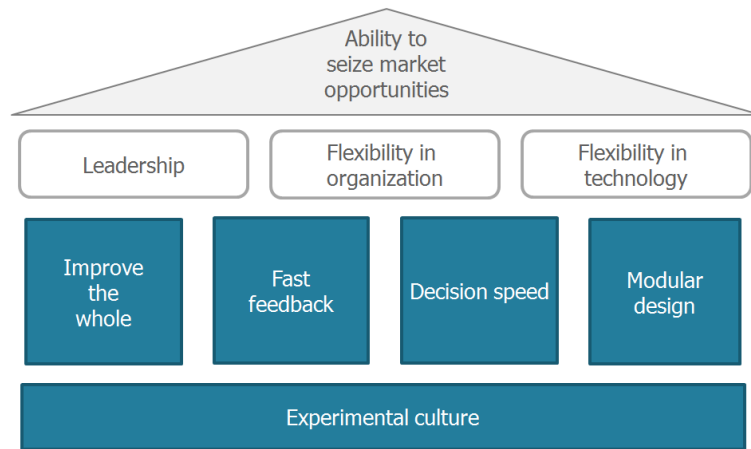 Ability to
seize market
opportunities
Leadership
Flexibility in
organization
Flexibility in
technology
Improve
the
whole
Fast
feedback
Decision speed
Modular
design
Experimental culture